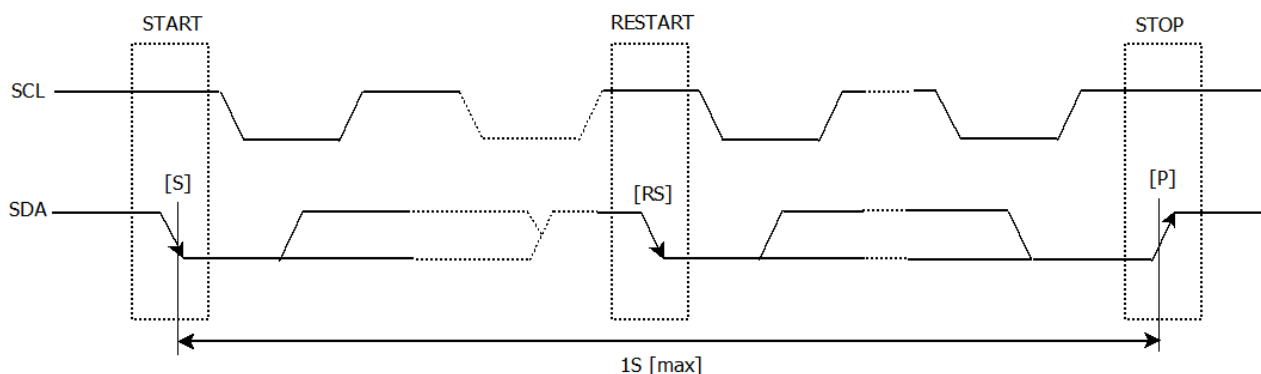 START
RESTART
STOP
SCL
[S]
[RS]
[P]
SDA
1S [max]